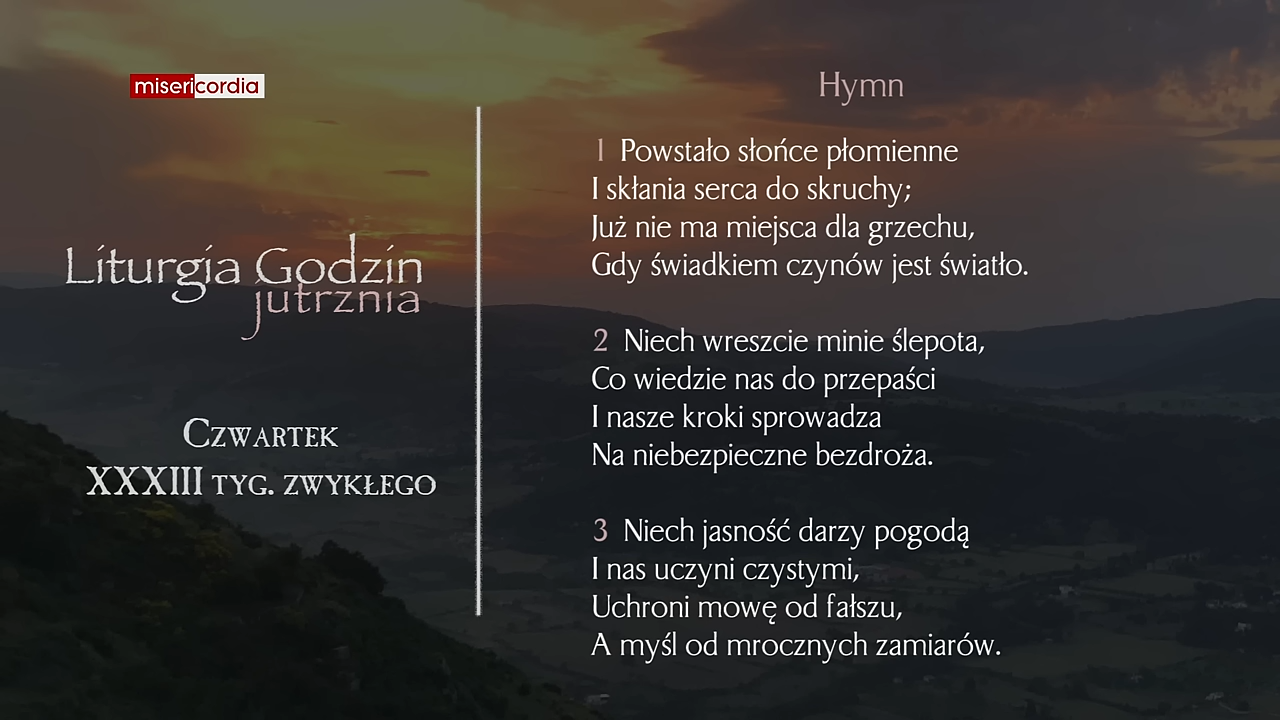 misericordia
Liturgia Godzin
jutrznia
Czwartek
XXXIII tyg. zwykłego
Hymn
1 Powstało słońce płomienne
I skłania serca do skruchy;
Już nie ma miejsca dla grzechu,
Gdy świadkiem czynów jest światło.
2 Niech wreszcie minie ślepota,
Co wiedzie nas do przepaści
I nasze kroki sprowadza
Na niebezpieczne bezdroża.
3 Niech jasność darzy pogodą
I nas uczyni czystymi,
Uchroni mowę od fałszu,
A myśl od mrocznych zamiarów.